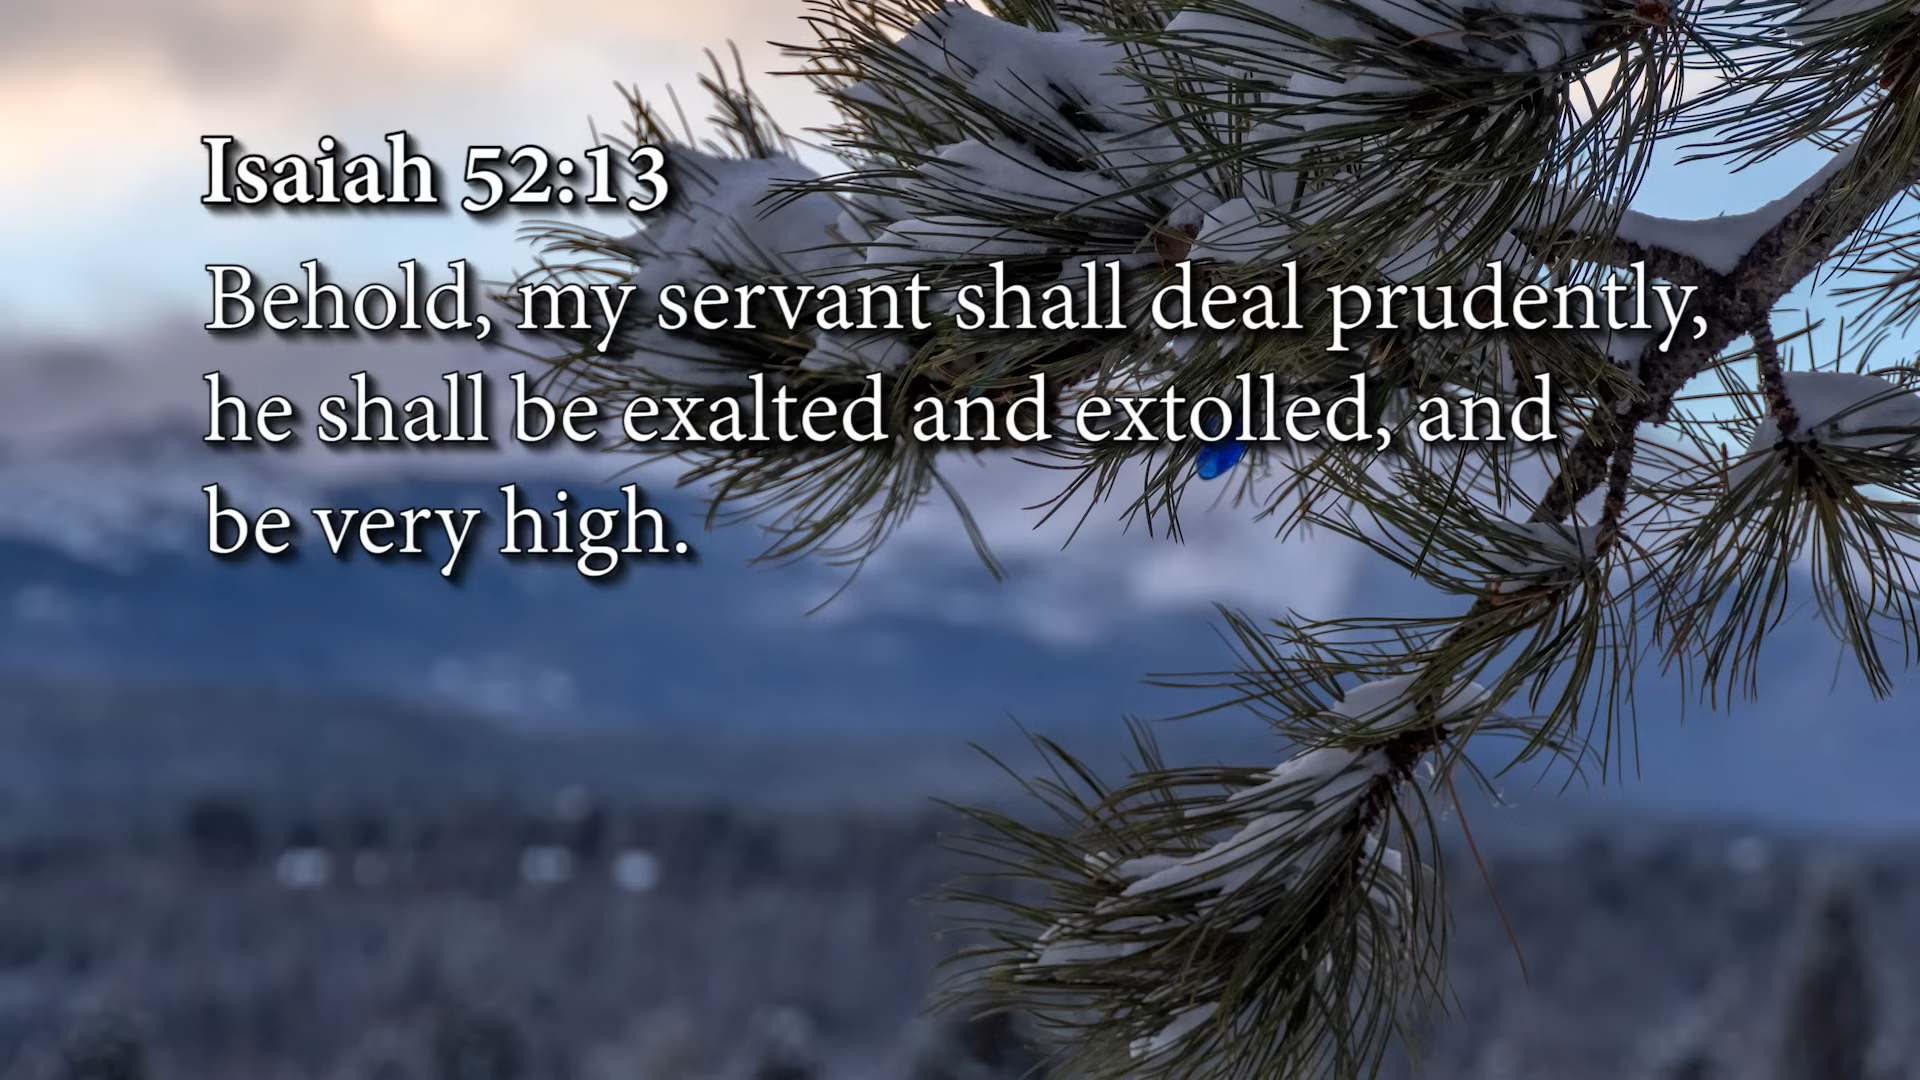 Isaiah 52:13
Behold, my servant shall deal prudently,
he shall be exalted and extolled, and
be very high.